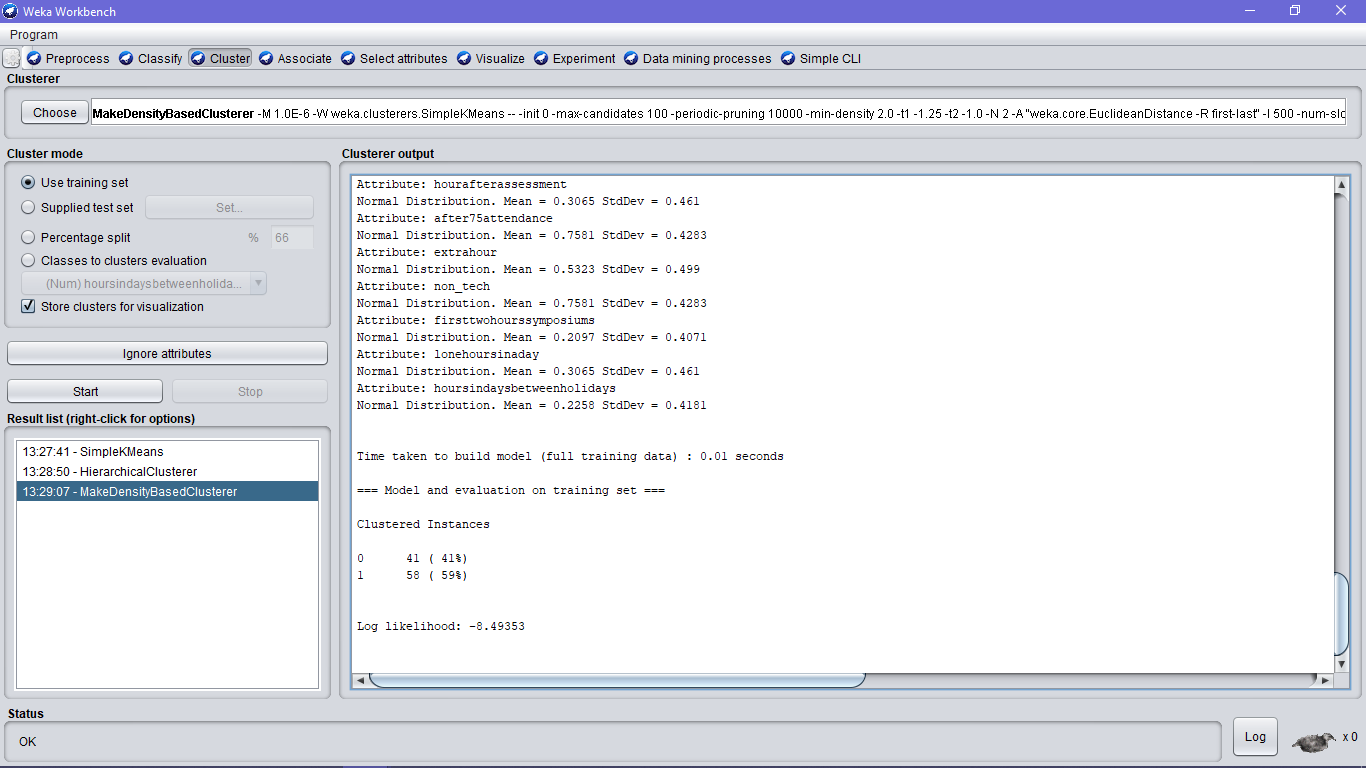 Weka Workbench
Program
Preprocess Classify Cluster Associate Select attributes Visualize Experiment Data mining processes Simple CLI
Clusterer
Choose MakeDensityBasedClusterer -M 1.0E-6 -W weka.clusterers.SimpleKMeans -- -init 0 -max-candidates 100 -periodic-pruning 10000 -min-density 2.0 -t1 -1.25 -t2 -1.0 -N 2 -A "weka.core.EuclideanDistance -R first-last" -I 500
Cluster mode
Use training set
Supplied test set Set...
Percentage split % 66
Classes to clusters evaluation
(Num) hoursindaysbetweenholida...
Store clusters for visualization
Ignore attributes
Start Stop
Result list (right-click for options)
13:27:41 - SimpleKMeans
13:28:50 - HierarchicalClusterer
13:29:07 - MakeDensityBasedClusterer
Clusterer output
Attribute: hourafterassessment
Normal Distribution. Mean = 0.3065 StdDev = 0.461
Attribute: after75attendance
Normal Distribution. Mean = 0.7581 StdDev = 0.4283
Attribute: extrahour
Normal Distribution. Mean = 0.5323 StdDev = 0.499
Attribute: non_tech
Normal Distribution. Mean = 0.7581 StdDev = 0.4283
Attribute: firsttwohourssymposiums
Normal Distribution. Mean = 0.2097 StdDev = 0.4071
Attribute: lonehoursinaday
Normal Distribution. Mean = 0.3065 StdDev = 0.461
Attribute: hoursindaysbetweenholidays
Normal Distribution. Mean = 0.2258 StdDev = 0.4181
Time taken to build model (full training data) : 0.01 seconds
=== Model and evaluation on training set ===
Clustered Instances
0 41 ( 41%)
1 58 ( 59%)
Log likelihood: -8.49353
Status
OK
Log x 0